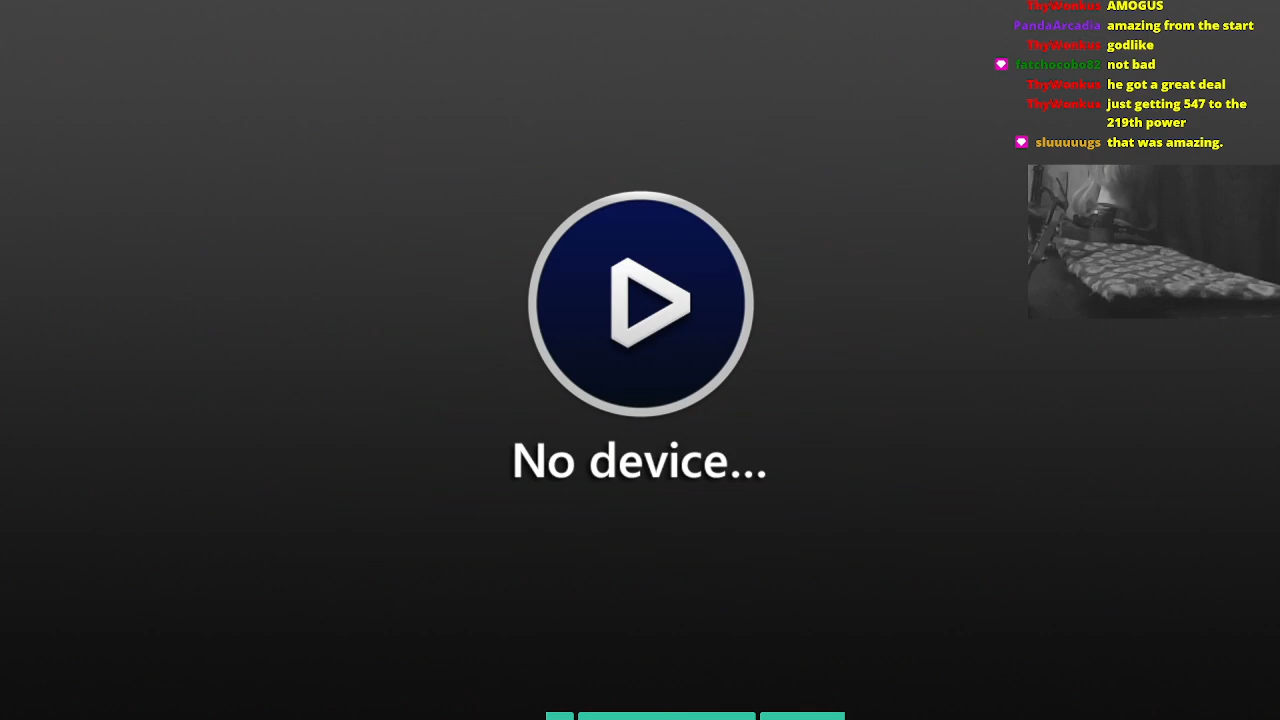 ThyWonkus AMOGUS
PandaArcadia amazing from the start
ThyWonkus godlike
fatchocobo82 not bad
ThyWonkus he got a great deal
ThyWonkus just getting 547 to the
219th power
sluuuuugs that was amazing.
No device...